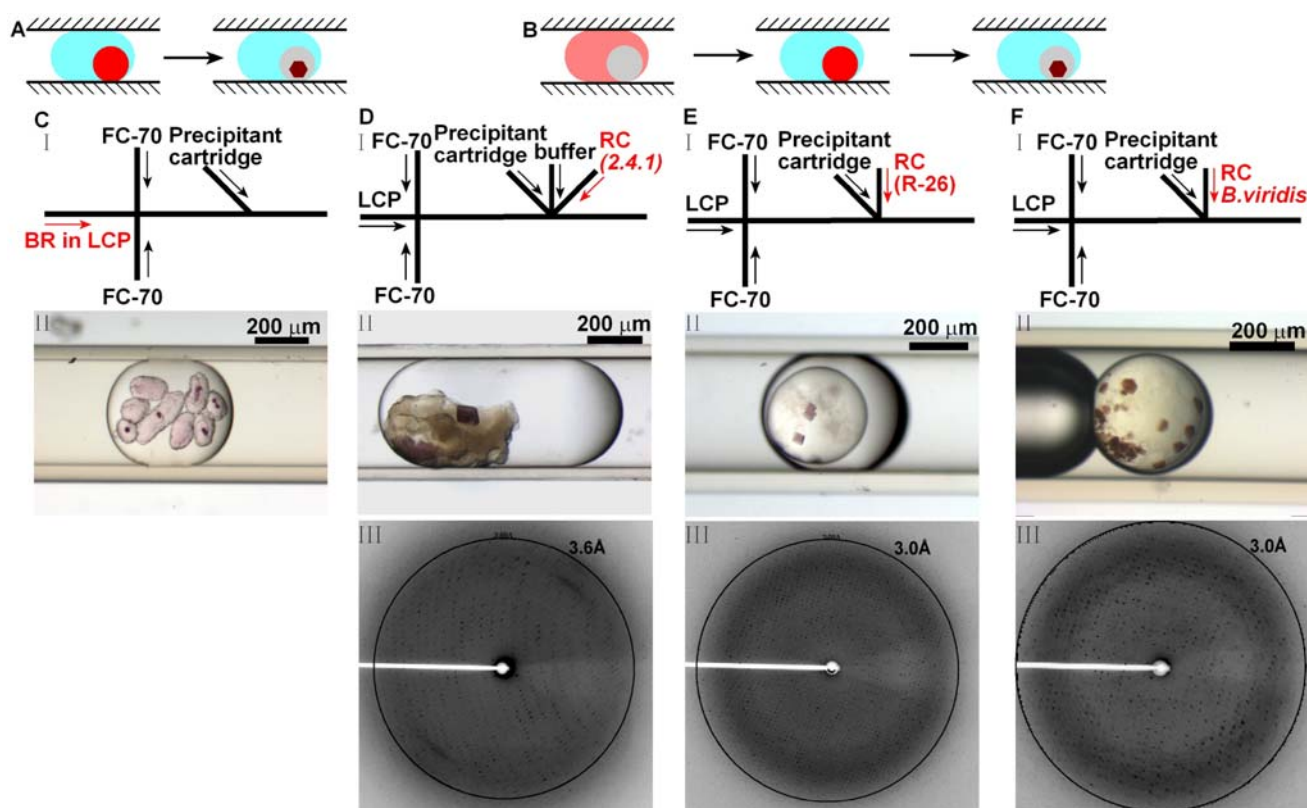 A
B
C
I
FC-70
Precipitant
cartridge
BR in LCP
FC-70
II
200 μm
D
I
FC-70
Precipitant
cartridge
buffer
RC
(2.4.1)
LCP
FC-70
II
200 μm
III
3.6Å
E
I
FC-70
Precipitant
cartridge
RC
(R-26)
LCP
FC-70
II
200 μm
III
3.0Å
F
I
FC-70
Precipitant
cartridge
RC
B.viridis
LCP
FC-70
II
200 μm
III
3.0Å